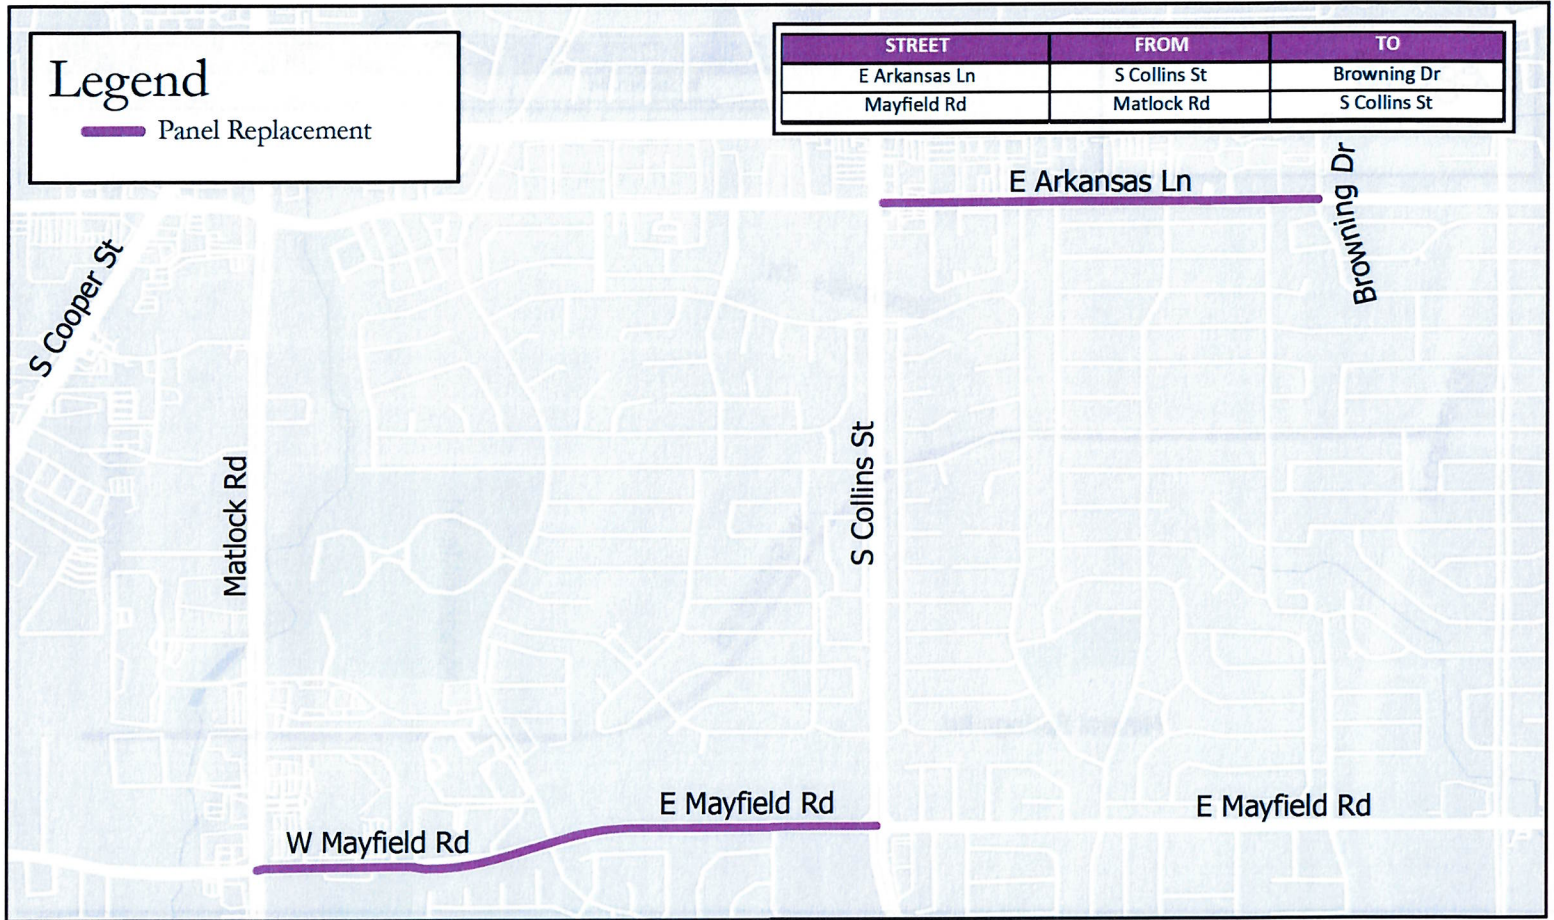 Legend
Panel Replacement
STREET FROM TO
E Arkansas Ln S Collins St Browning Dr
Mayfield Rd Matlock Rd S Collins St
E Arkansas Ln
Browning Dr
S Cooper St
Matlock Rd
S Collins St
E Mayfield Rd
E Mayfield Rd
W Mayfield Rd